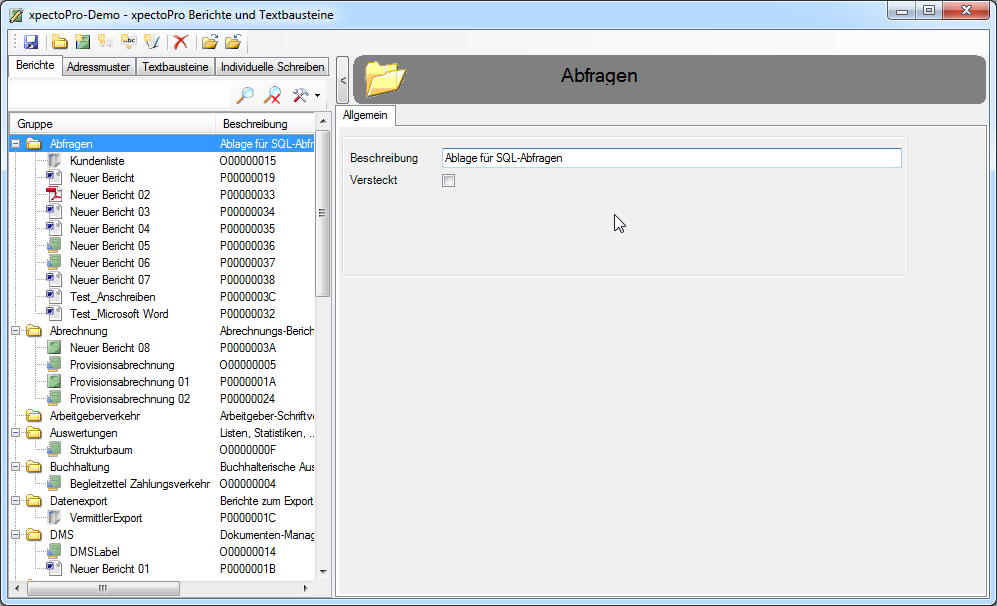 xpectoPro-Demo - xpectoPro Berichte und Textbausteine
Berichte Adressmuster Textbausteine Individuelle Schreiben
<
Abfragen
Allgemein
Gruppe Beschreibung
Abfragen Ablage für SQL-Abfr
Kundenliste O00000015
Neuer Bericht P00000019
Neuer Bericht 02 P00000033
Neuer Bericht 03 P00000034
Neuer Bericht 04 P00000035
Neuer Bericht 05 P00000036
Neuer Bericht 06 P00000037
Neuer Bericht 07 P00000038
Test_Anschreiben P0000003C
Test_Microsoft Word P00000032
Abrechnung Abrechnungs-Berich
Neuer Bericht 08 P0000003A
Provisionsabrechnung O00000005
Provisionsabrechnung 01 P0000001A
Provisionsabrechnung 02 P00000024
Arbeitgeberverkehr Arbeitgeber-Schriftv
Auswertungen Listen, Statistiken, ..
Strukturbaum O0000000F
Buchhaltung Buchhalterische Aus
Begleitzettel Zahlungsverkehr O00000004
Datenexport Berichte zum Export
VermittlerExport P0000001C
DMS Dokumenten-Manag
DMSLabel O00000014
Neuer Bericht 01 P0000001B
Beschreibung Ablage für SQL-Abfragen
Versteckt